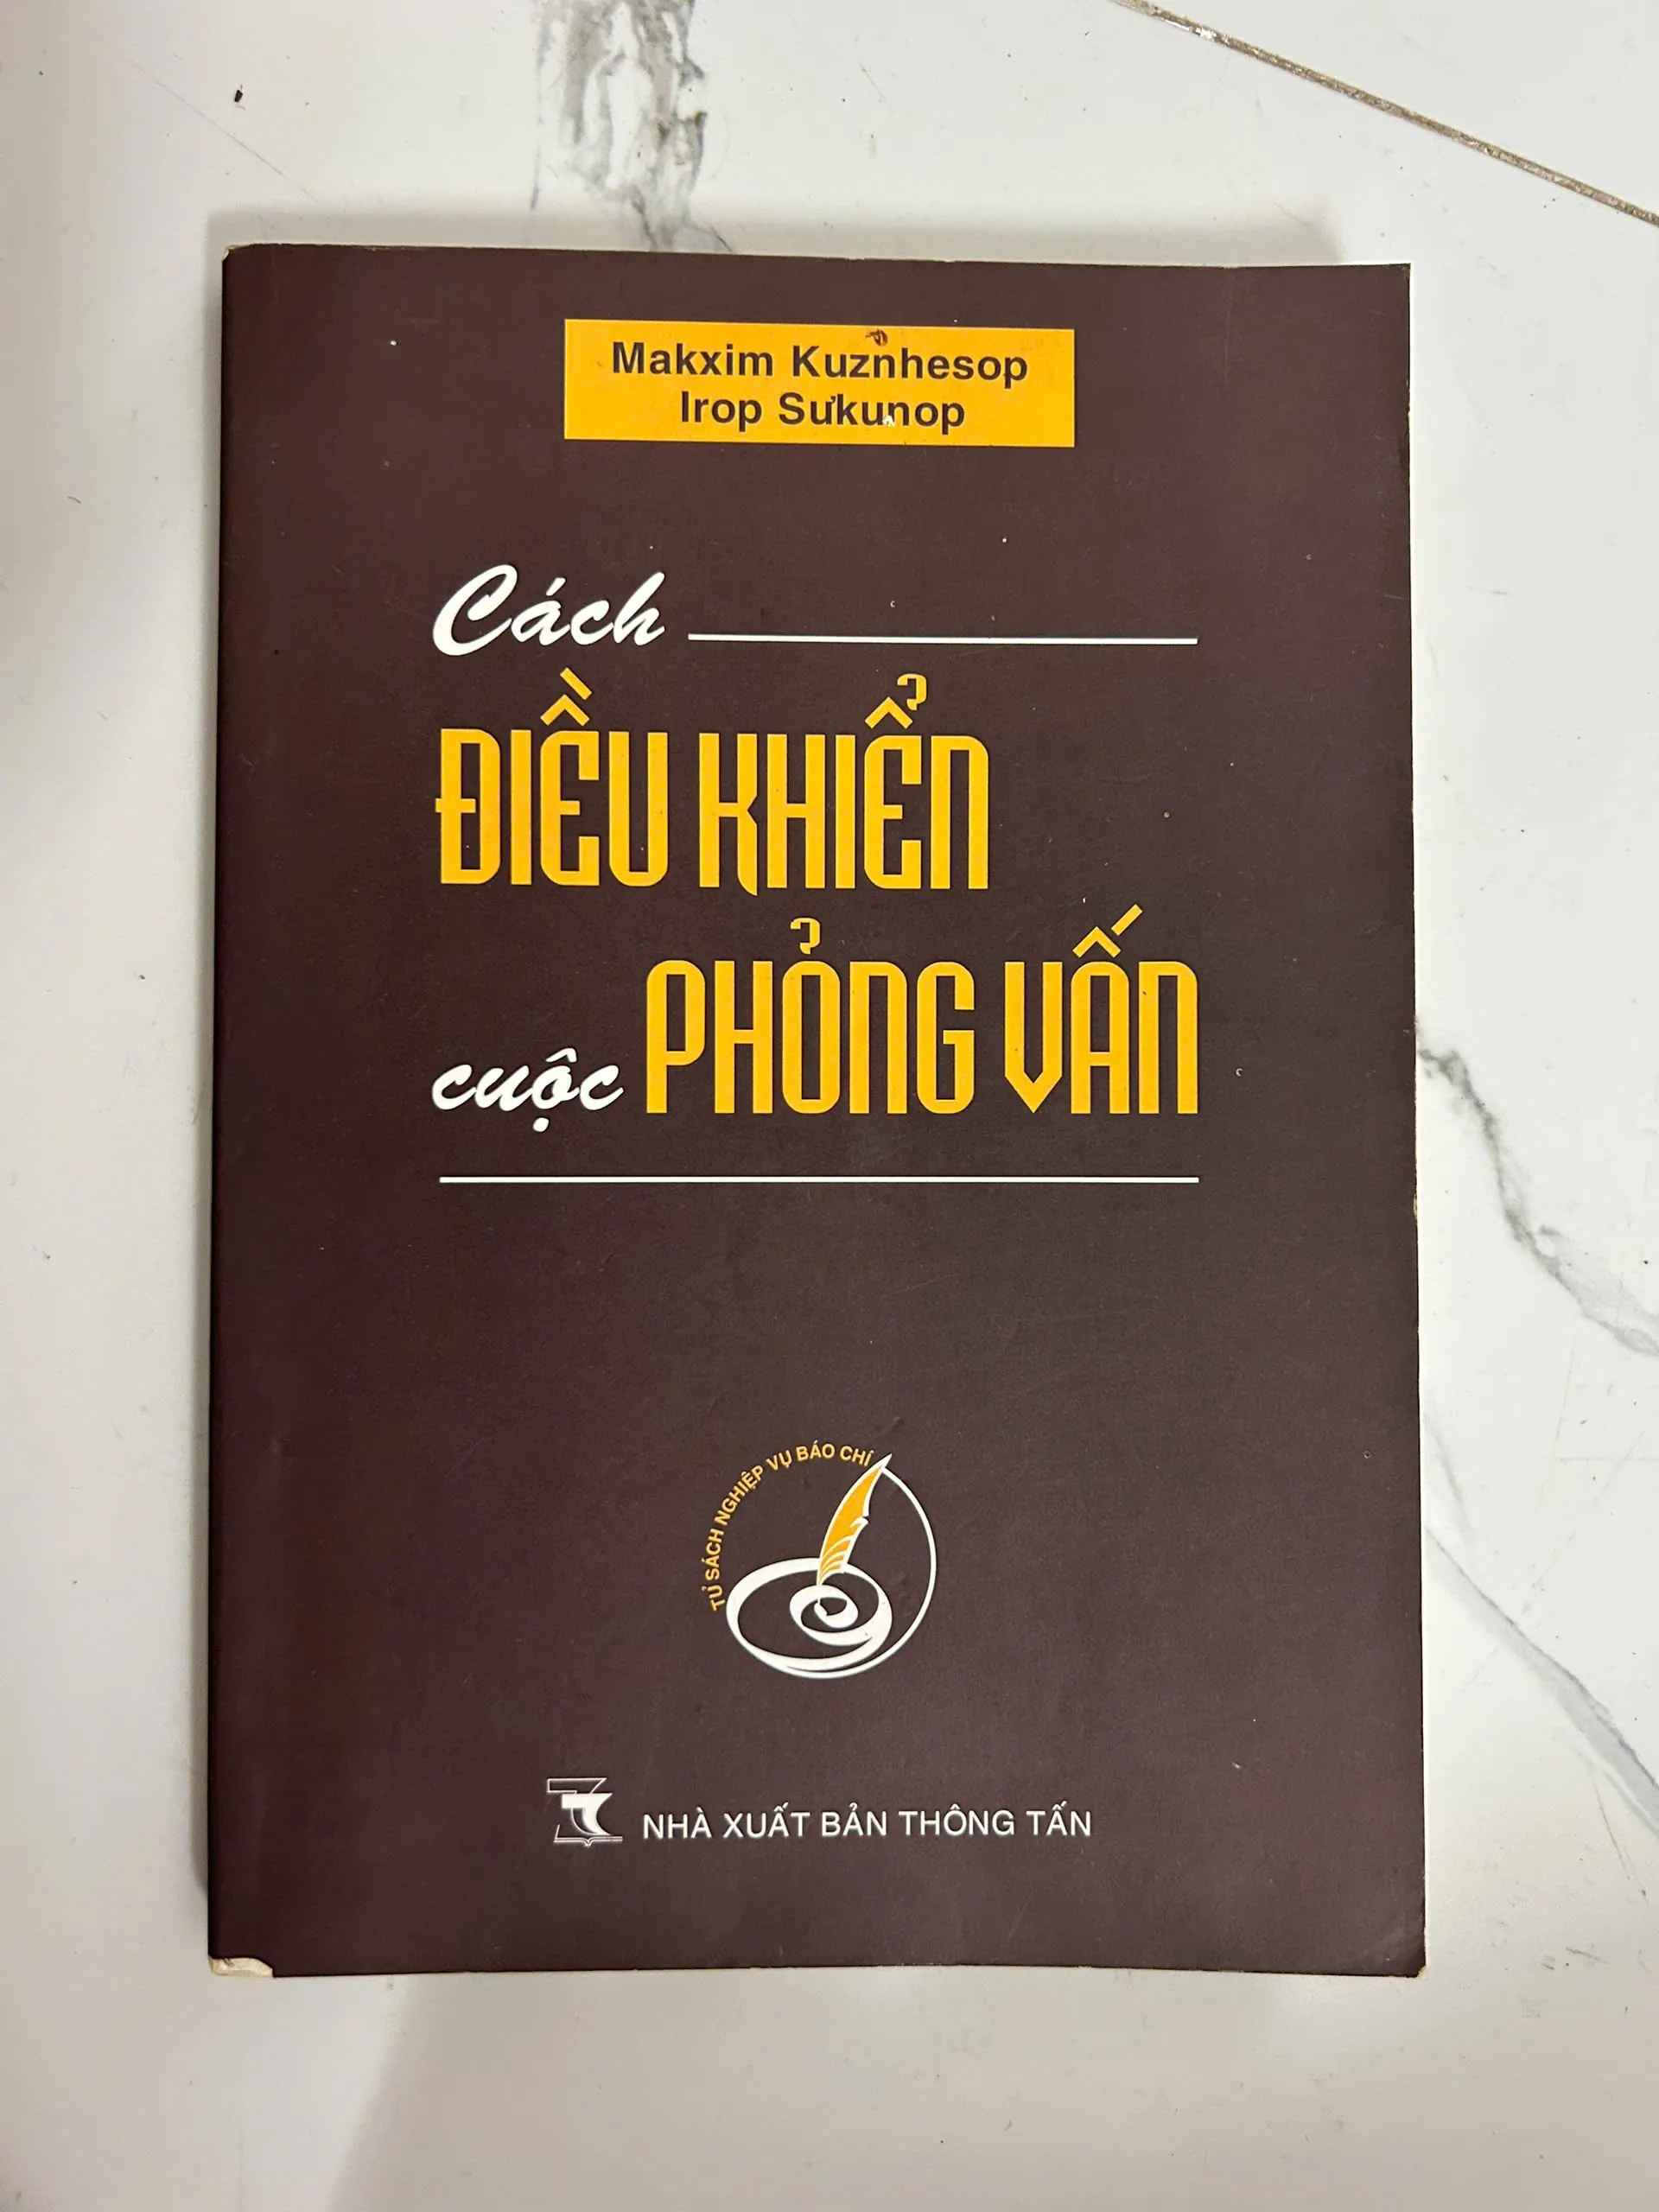 Makxim Kuznhesop
Irop Sưkunop
Cách
ĐIỀU KHIỂN
cuộc PHỎNG VẤN
TỦ SÁCH NGHIỆP VỤ BÁO CHÍ
NHÀ XUẤT BẢN THÔNG TẤN